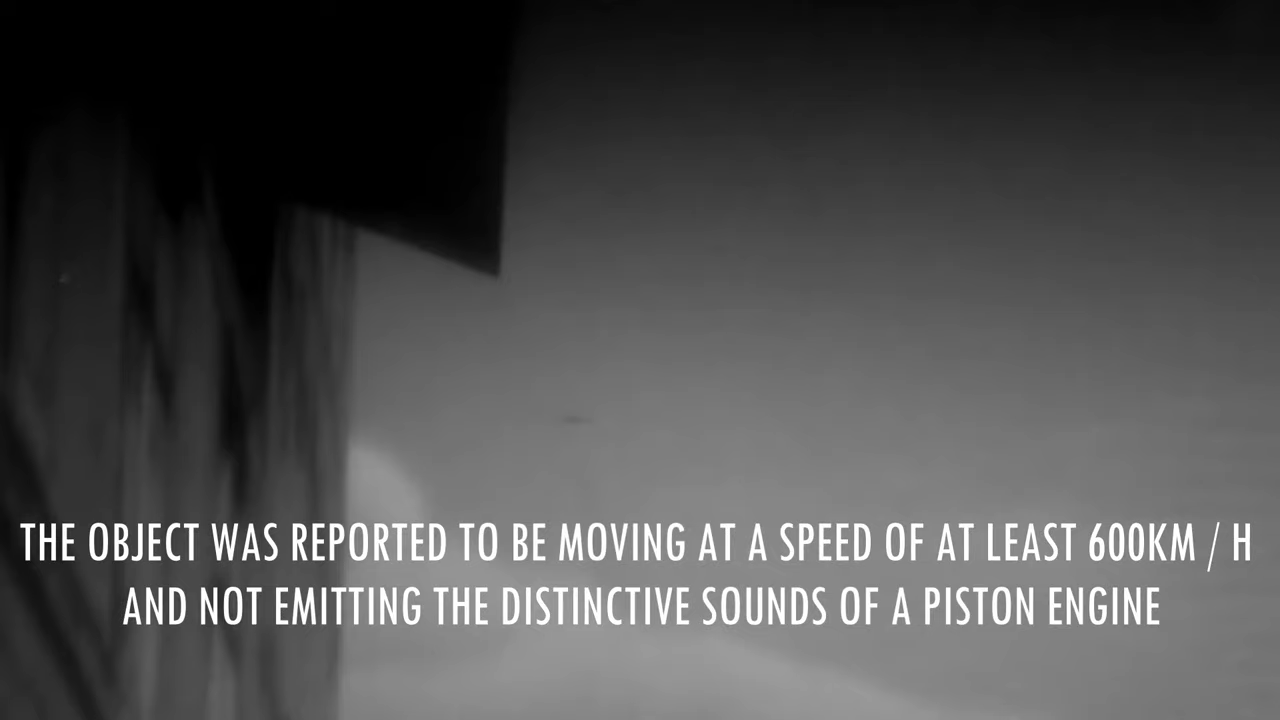 THE OBJECT WAS REPORTED TO BE MOVING AT A SPEED OF AT LEAST 600KM / H
AND NOT EMITTING THE DISTINCTIVE SOUNDS OF A PISTON ENGINE